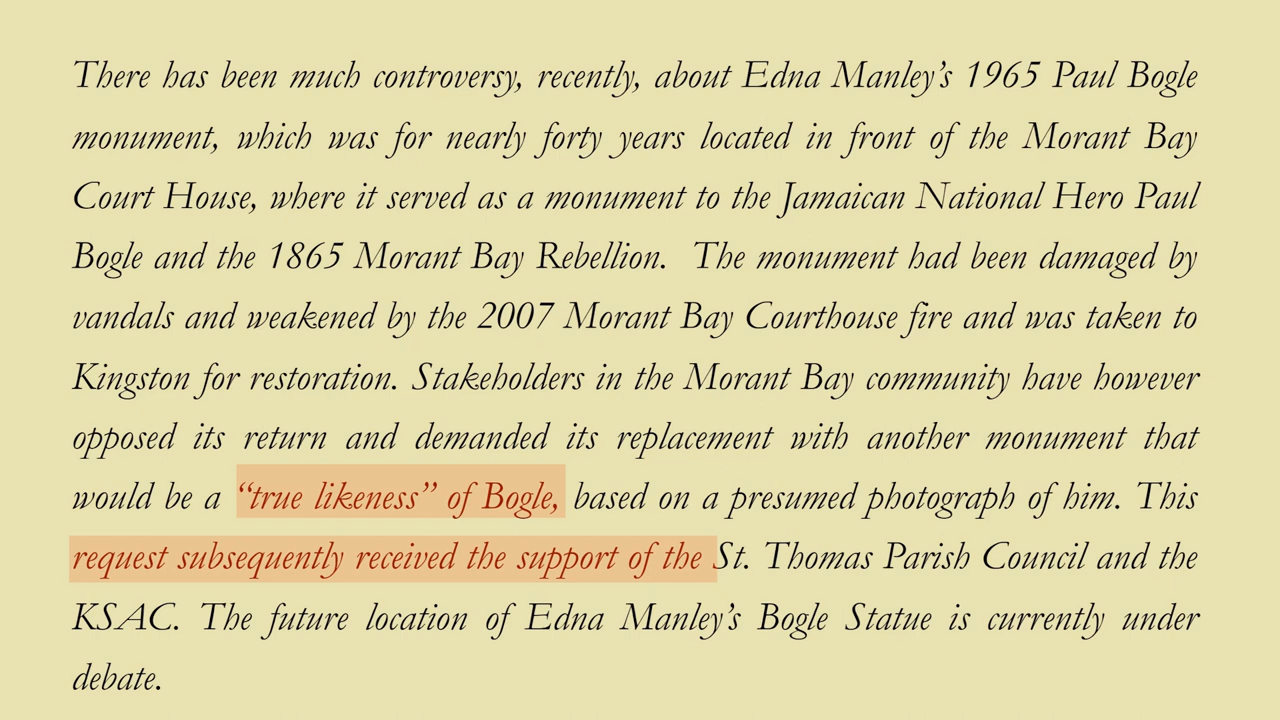 There has been much controversy, recently, about Edna Manley’s 1965 Paul Bogle
monument, which was for nearly forty years located in front of the Morant Bay
Court House, where it served as a monument to the Jamaican National Hero Paul
Bogle and the 1865 Morant Bay Rebellion.  The monument had been damaged by
vandals and weakened by the 2007 Morant Bay Courthouse fire and was taken to
Kingston for restoration. Stakeholders in the Morant Bay community have however
opposed its return and demanded its replacement with another monument that
would be a “true likeness” of Bogle, based on a presumed photograph of him. This
request subsequently received the support of the St. Thomas Parish Council and the
KSAC. The future location of Edna Manley’s Bogle Statue is currently under
debate.